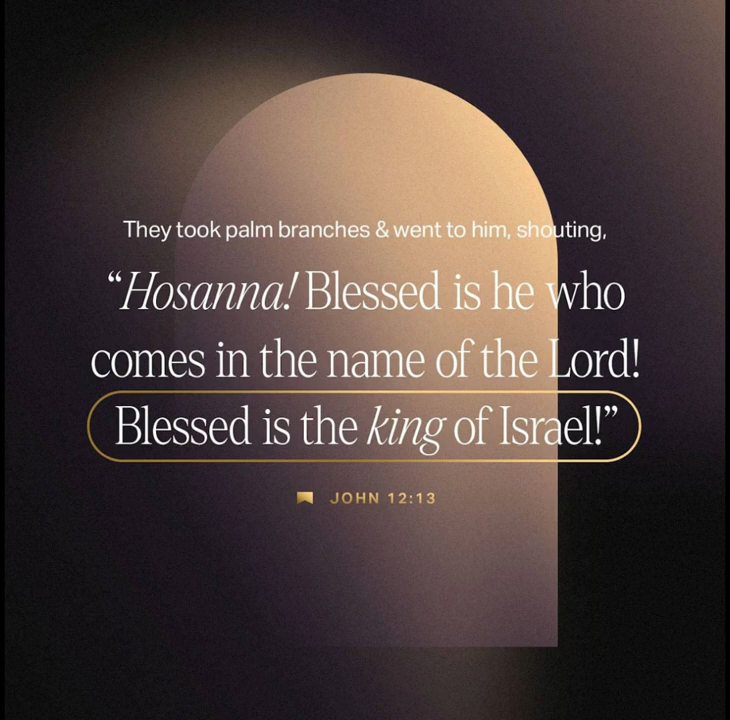 They took palm branches & went to him, shouting,
“Hosanna! Blessed is he who
comes in the name of the Lord!
Blessed is the king of Israel!”
JOHN 12:13